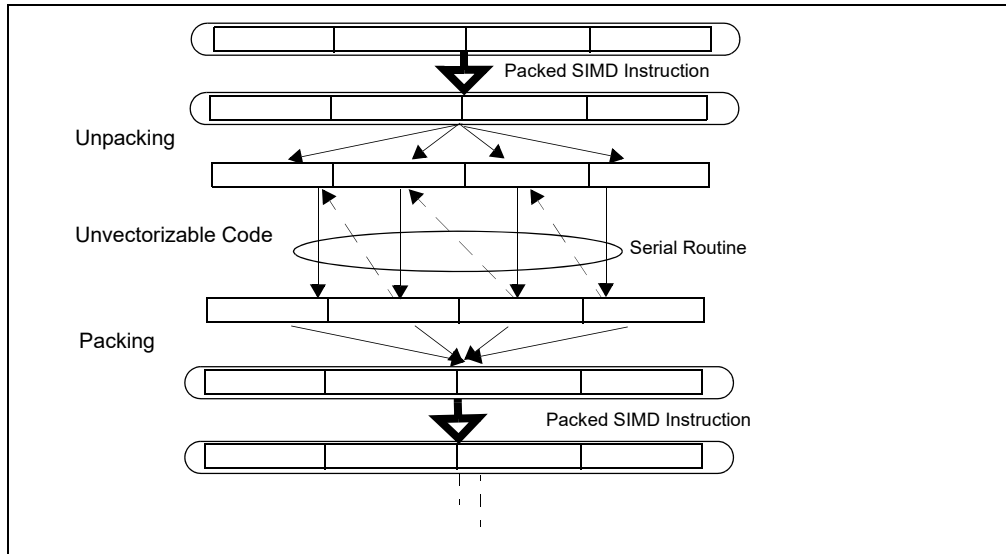 Packed SIMD Instruction
Unpacking
Unvectorizable Code
Serial Routine
Packing
Packed SIMD Instruction